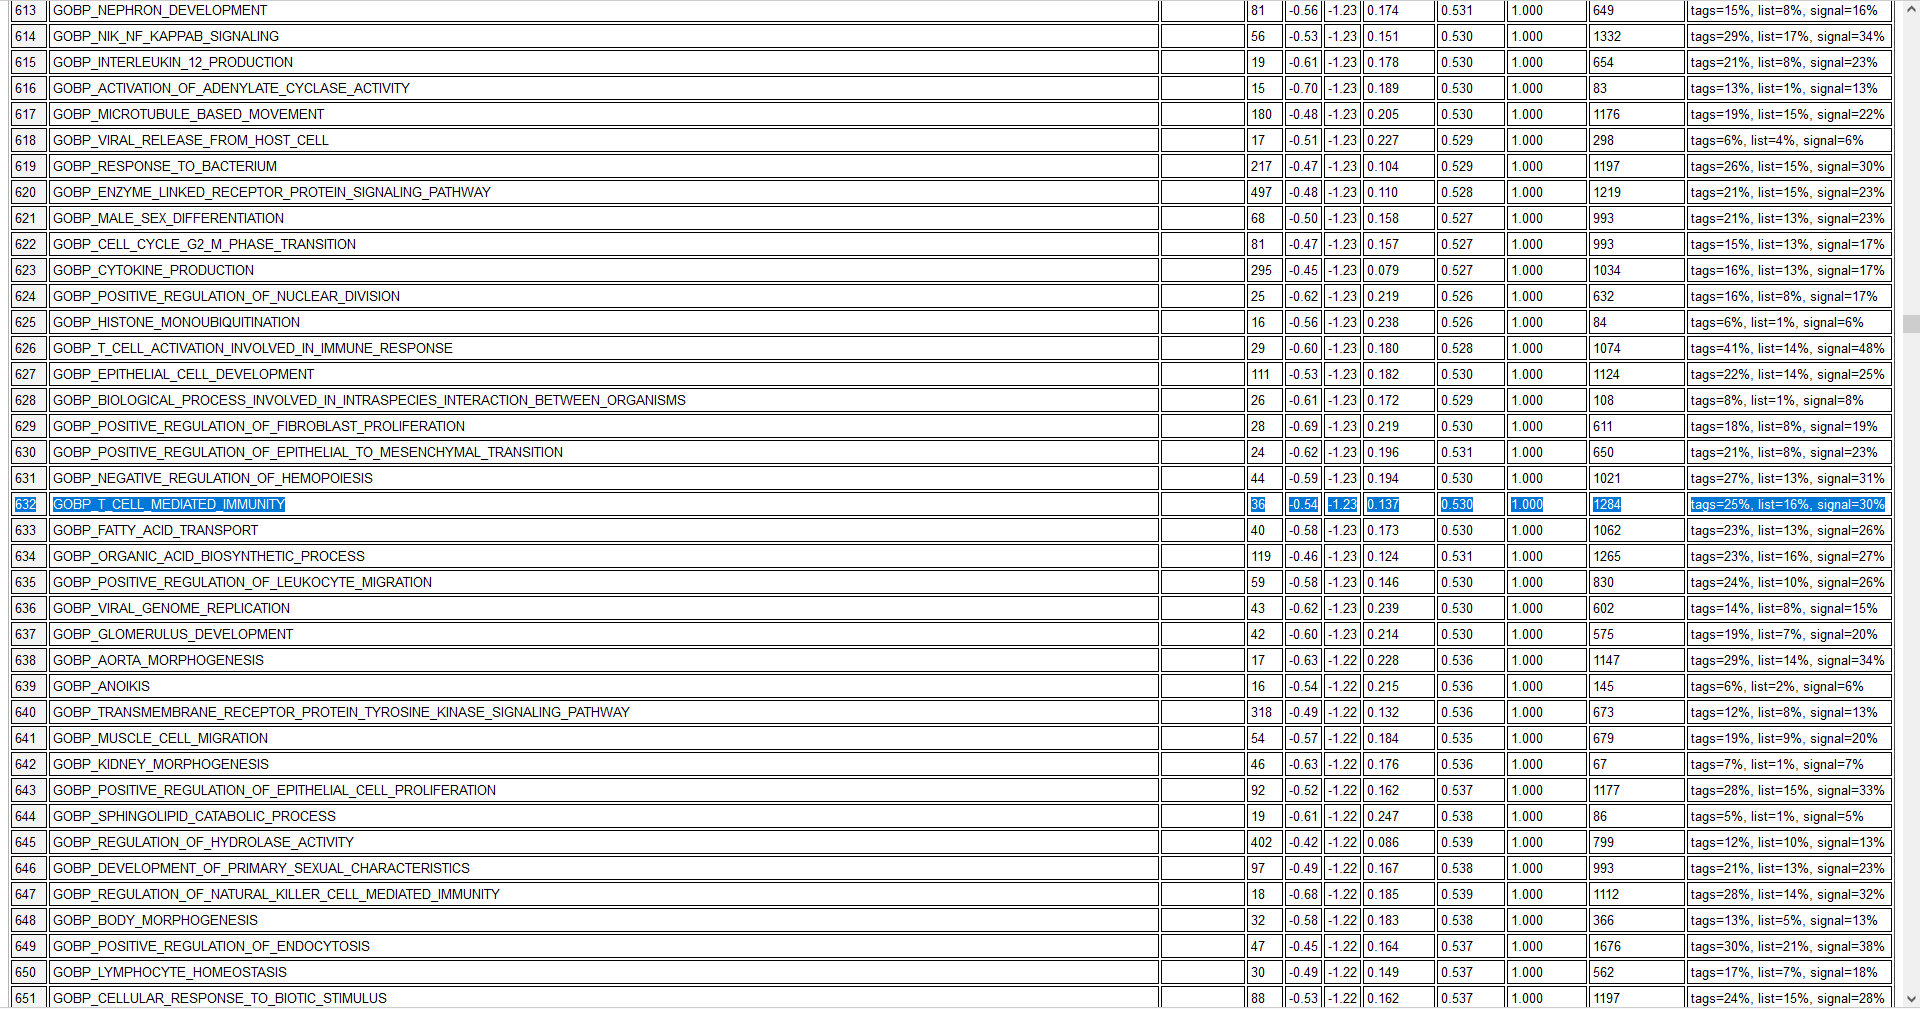 613 GOBP_NEPHRON_DEVELOPMENT 81 -0.56 -1.23 0.174 0.531 1.000 649 tags=15%, list=8%, signal=16%
614 GOBP_NIK_NF_KAPPAB_SIGNALING 56 -0.53 -1.23 0.151 0.530 1.000 1332 tags=29%, list=17%, signal=34%
615 GOBP_INTERLEUKIN_12_PRODUCTION 19 -0.61 -1.23 0.178 0.530 1.000 654 tags=21%, list=8%, signal=23%
616 GOBP_ACTIVATION_OF_ADENYLATE_CYCLASE_ACTIVITY 15 -0.70 -1.23 0.189 0.530 1.000 83 tags=13%, list=1%, signal=13%
617 GOBP_MICROTUBULE_BASED_MOVEMENT 180 -0.48 -1.23 0.205 0.530 1.000 1176 tags=19%, list=15%, signal=22%
618 GOBP_VIRAL_RELEASE_FROM_HOST_CELL 17 -0.51 -1.23 0.227 0.529 1.000 298 tags=6%, list=4%, signal=6%
619 GOBP_RESPONSE_TO_BACTERIUM 217 -0.47 -1.23 0.104 0.529 1.000 1197 tags=26%, list=15%, signal=30%
620 GOBP_ENZYME_LINKED_RECEPTOR_PROTEIN_SIGNALING_PATHWAY 497 -0.48 -1.23 0.110 0.528 1.000 1219 tags=21%, list=15%, signal=23%
621 GOBP_MALE_SEX_DIFFERENTIATION 68 -0.50 -1.23 0.158 0.527 1.000 993 tags=21%, list=13%, signal=23%
622 GOBP_CELL_CYCLE_G2_M_PHASE_TRANSITION 81 -0.47 -1.23 0.157 0.527 1.000 993 tags=15%, list=13%, signal=17%
623 GOBP_CYTOKINE_PRODUCTION 295 -0.45 -1.23 0.079 0.527 1.000 1034 tags=16%, list=13%, signal=17%
624 GOBP_POSITIVE_REGULATION_OF_NUCLEAR_DIVISION 25 -0.62 -1.23 0.219 0.526 1.000 632 tags=16%, list=8%, signal=17%
625 GOBP_HISTONE_MONOUBIQUITINATION 16 -0.56 -1.23 0.238 0.526 1.000 84 tags=6%, list=1%, signal=6%
626 GOBP_T_CELL_ACTIVATION_INVOLVED_IN_IMMUNE_RESPONSE 29 -0.60 -1.23 0.180 0.528 1.000 1074 tags=41%, list=14%, signal=48%
627 GOBP_EPITHELIAL_CELL_DEVELOPMENT 111 -0.53 -1.23 0.182 0.530 1.000 1124 tags=22%, list=14%, signal=25%
628 GOBP_BIOLOGICAL_PROCESS_INVOLVED_IN_INTRASPECIES_INTERACTION_BETWEEN_ORGANISMS 26 -0.61 -1.23 0.172 0.529 1.000 108 tags=8%, list=1%, signal=8%
629 GOBP_POSITIVE_REGULATION_OF_FIBROBLAST_PROLIFERATION 28 -0.69 -1.23 0.219 0.530 1.000 611 tags=18%, list=8%, signal=19%
630 GOBP_POSITIVE_REGULATION_OF_EPITHELIAL_TO_MESENCHYMAL_TRANSITION 24 -0.62 -1.23 0.196 0.531 1.000 650 tags=21%, list=8%, signal=23%
631 GOBP_NEGATIVE_REGULATION_OF_HEMOPOIESIS 44 -0.59 -1.23 0.194 0.530 1.000 1021 tags=27%, list=13%, signal=31%
632 GOBP_T_CELL_MEDIATED_IMMUNITY 36 -0.54 -1.23 0.137 0.530 1.000 1284 tags=25%, list=16%, signal=30%
633 GOBP_FATTY_ACID_TRANSPORT 40 -0.58 -1.23 0.173 0.530 1.000 1062 tags=23%, list=13%, signal=26%
634 GOBP_ORGANIC_ACID_BIOSYNTHETIC_PROCESS 119 -0.46 -1.23 0.124 0.531 1.000 1265 tags=23%, list=16%, signal=27%
635 GOBP_POSITIVE_REGULATION_OF_LEUKOCYTE_MIGRATION 59 -0.58 -1.23 0.146 0.530 1.000 830 tags=24%, list=10%, signal=26%
636 GOBP_VIRAL_GENOME_REPLICATION 43 -0.62 -1.23 0.239 0.530 1.000 602 tags=14%, list=8%, signal=15%
637 GOBP_GLOMERULUS_DEVELOPMENT 42 -0.60 -1.23 0.214 0.530 1.000 575 tags=19%, list=7%, signal=20%
638 GOBP_AORTA_MORPHOGENESIS 17 -0.63 -1.22 0.228 0.536 1.000 1147 tags=29%, list=14%, signal=34%
639 GOBP_ANOIKIS 16 -0.54 -1.22 0.215 0.536 1.000 145 tags=6%, list=2%, signal=6%
640 GOBP_TRANSMEMBRANE_RECEPTOR_PROTEIN_TYROSINE_KINASE_SIGNALING_PATHWAY 318 -0.49 -1.22 0.132 0.536 1.000 673 tags=12%, list=8%, signal=13%
641 GOBP_MUSCLE_CELL_MIGRATION 54 -0.57 -1.22 0.184 0.535 1.000 679 tags=19%, list=9%, signal=20%
642 GOBP_KIDNEY_MORPHOGENESIS 46 -0.63 -1.22 0.176 0.536 1.000 67 tags=7%, list=1%, signal=7%
643 GOBP_POSITIVE_REGULATION_OF_EPITHELIAL_CELL_PROLIFERATION 92 -0.52 -1.22 0.162 0.537 1.000 1177 tags=28%, list=15%, signal=33%
644 GOBP_SPHINGOLIPID_CATABOLIC_PROCESS 19 -0.61 -1.22 0.247 0.538 1.000 86 tags=5%, list=1%, signal=5%
645 GOBP_REGULATION_OF_HYDROLASE_ACTIVITY 402 -0.42 -1.22 0.086 0.539 1.000 799 tags=12%, list=10%, signal=13%
646 GOBP_DEVELOPMENT_OF_PRIMARY_SEXUAL_CHARACTERISTICS 97 -0.49 -1.22 0.167 0.538 1.000 993 tags=21%, list=13%, signal=23%
647 GOBP_REGULATION_OF_NATURAL_KILLER_CELL_MEDIATED_IMMUNITY 18 -0.68 -1.22 0.185 0.539 1.000 1112 tags=28%, list=14%, signal=32%
648 GOBP_BODY_MORPHOGENESIS 32 -0.58 -1.22 0.183 0.538 1.000 366 tags=13%, list=5%, signal=13%
649 GOBP_POSITIVE_REGULATION_OF_ENDOCYTOSIS 47 -0.45 -1.22 0.164 0.537 1.000 1676 tags=30%, list=21%, signal=38%
650 GOBP_LYMPHOCYTE_HOMEOSTASIS 30 -0.49 -1.22 0.149 0.537 1.000 562 tags=17%, list=7%, signal=18%
651 GOBP_CELLULAR_RESPONSE_TO_BIOTIC_STIMULUS 88 -0.53 -1.22 0.162 0.537 1.000 1197 tags=24%, list=15%, signal=28%